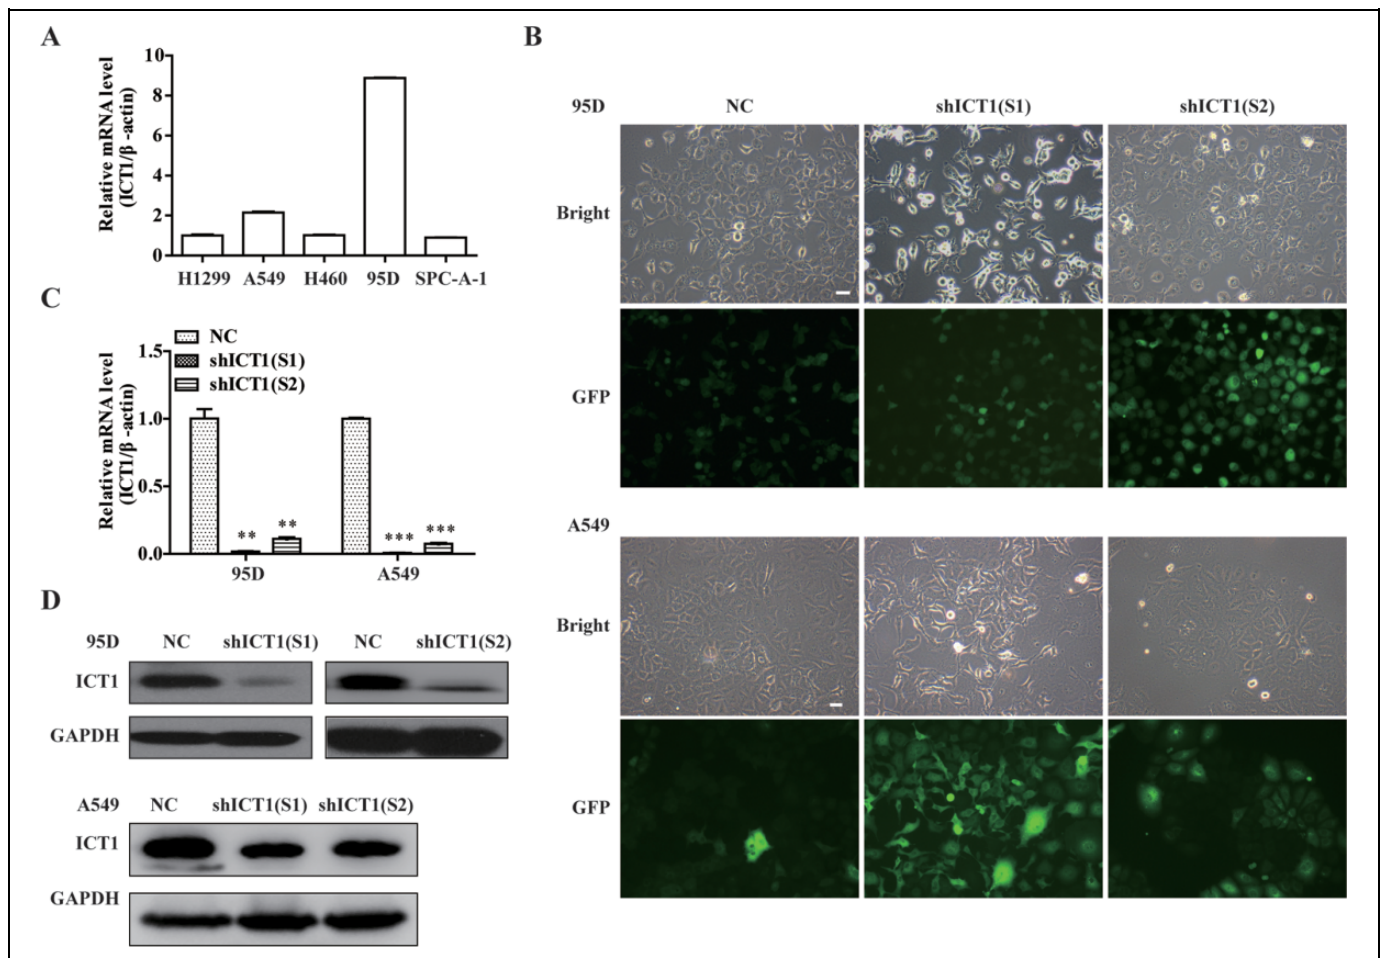 A
Relative mRNA level
(ICT1/β -actin)
10
8
6
4
2
0
H1299 A549 H460 95D SPC-A-1
B
95D NC shICT1(S1) shICT1(S2)
Bright
GFP
A549
Bright
GFP
C
NC
shICT1(S1)
shICT1(S2)
Relative mRNA level
(ICT1/β -actin)
1.5
1.0
0.5
0.0
** ** *** ***
95D A549
D
95D NC shICT1(S1) NC shICT1(S2)
ICT1
GAPDH
A549 NC shICT1(S1) shICT1(S2)
ICT1
GAPDH